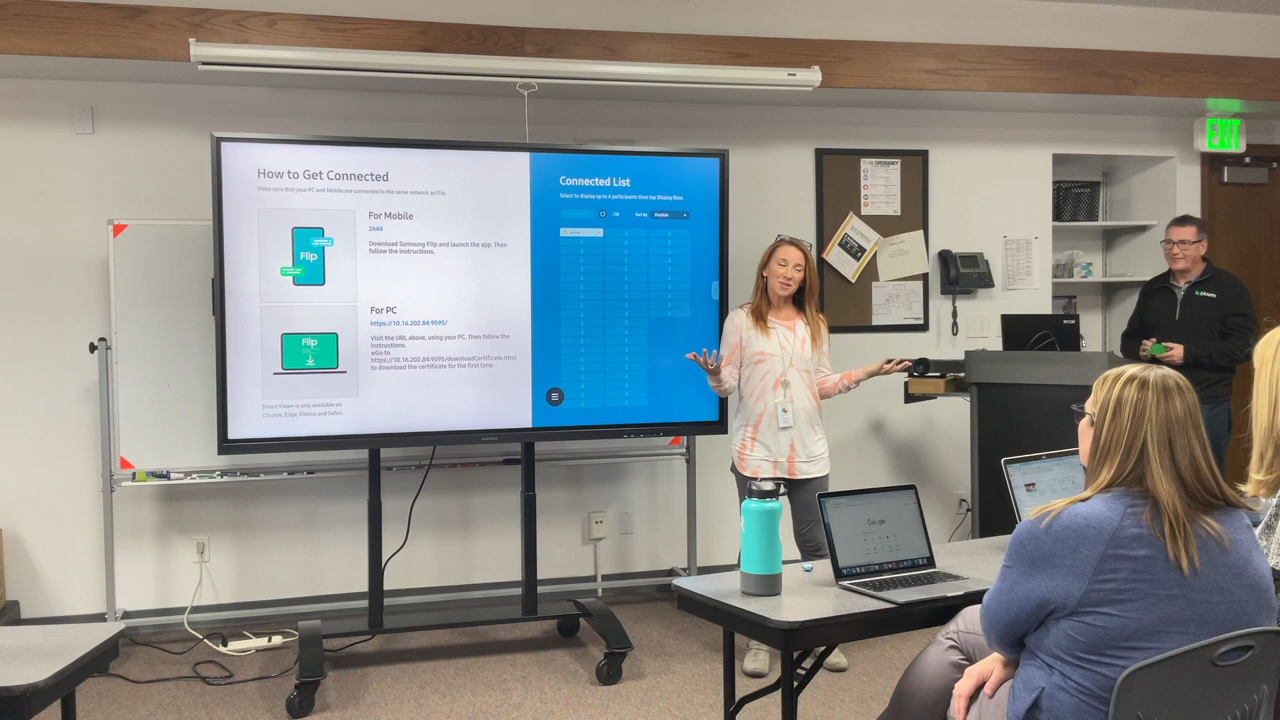 How to Get Connected
Make sure that your PC and Mobile are connected to the same network as Flip
For Mobile
2644
Download Samsung Flip and launch the app. Then
follow the instructions.
Flip
For PC
https://10.16.202.84:9595/
Visit the URL above, using your PC. Then follow the
instructions.
※Go to
https://10.16.202.84:9595/downloadCertificate.html
to download the certificate for the first time.
Flip
Smart View+ is only available on
Chrome, Edge, Firefox and Safari.
Connected List
Select to display up to 4 participants then tap Display Now.
Sort by
Position
SAMSUNG
EMERGENCY
EXIT
Google